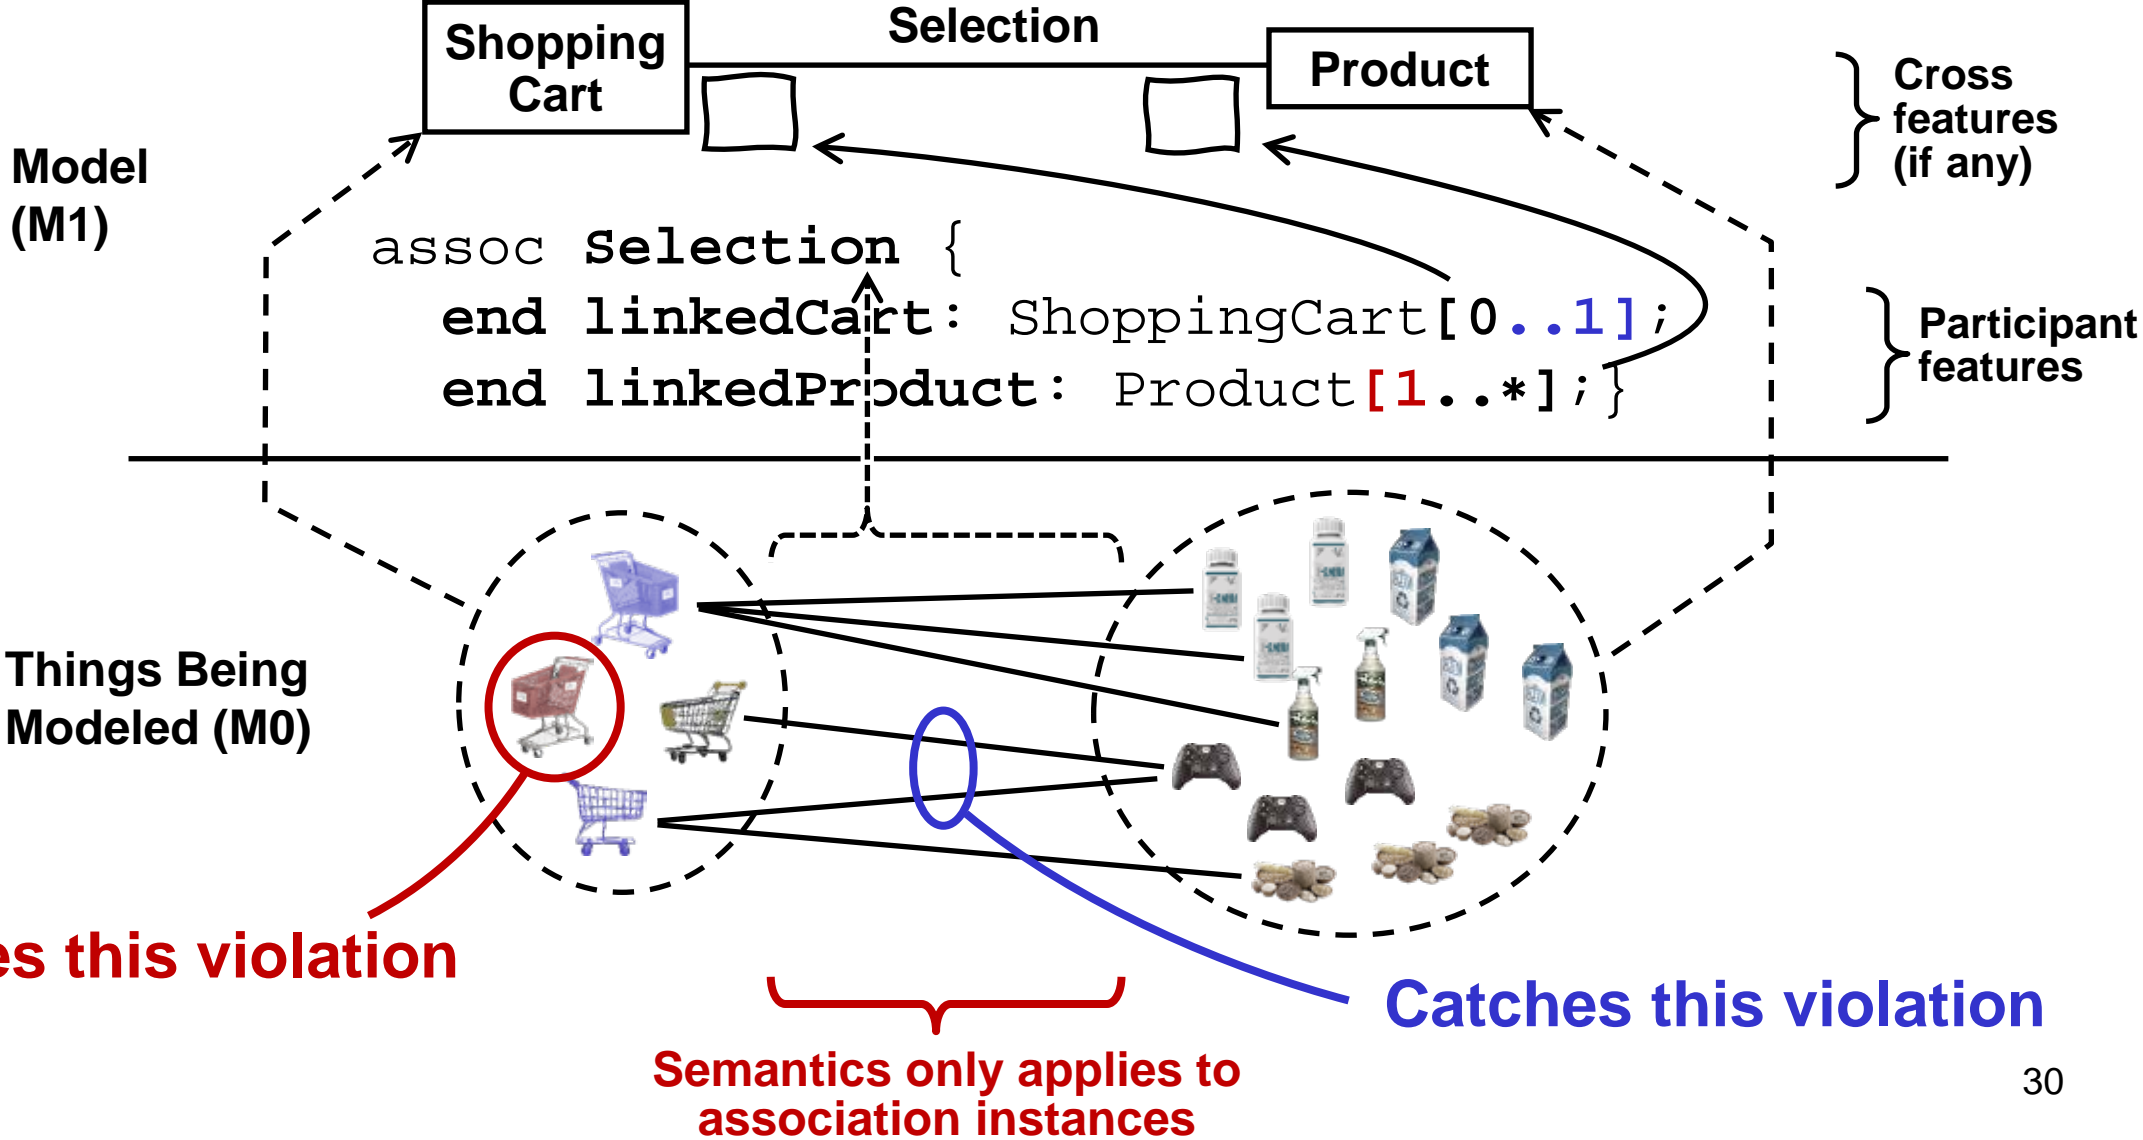 Selection
Shopping
Cart
Product
Cross
features
(if any)
Model
(M1)
assoc Selection {
end linkedCart: ShoppingCart[0..1];
end linkedProduct: Product[1..*];}
Participant
features
Things Being
Modeled (M0)
es this violation
Catches this violation
Semantics only applies to
association instances
30